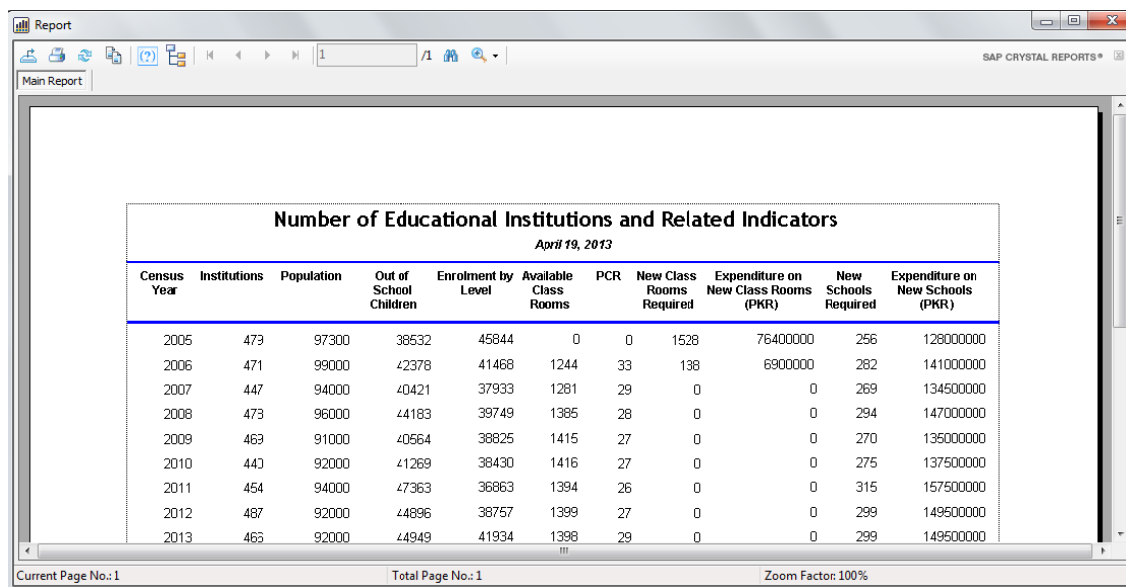 Report
1 /1 SAP CRYSTAL REPORTS®
Main Report
Number of Educational Institutions and Related Indicators
April 19, 2013
Census Year Institutions Population Out of School Children Enrolment by Level Available Class Rooms PCR New Class Rooms Required Expenditure on New Class Rooms (PKR) New Schools Required Expenditure on New Schools (PKR)
2005 479 97300 38532 45844 0 0 1528 76400000 256 128000000
2006 471 99000 42378 41468 1244 33 138 6900000 282 141000000
2007 447 94000 40421 37933 1281 29 0 0 269 134500000
2008 473 96000 44183 39749 1385 28 0 0 294 147000000
2009 469 91000 40564 38825 1415 27 0 0 270 135000000
2010 440 92000 41269 38430 1416 27 0 0 275 137500000
2011 454 94000 47363 36863 1394 26 0 0 315 157500000
2012 487 92000 44896 38757 1399 27 0 0 299 149500000
2013 466 92000 44949 41934 1398 29 0 0 299 149500000
Current Page No.: 1 Total Page No.: 1 Zoom Factor: 100%